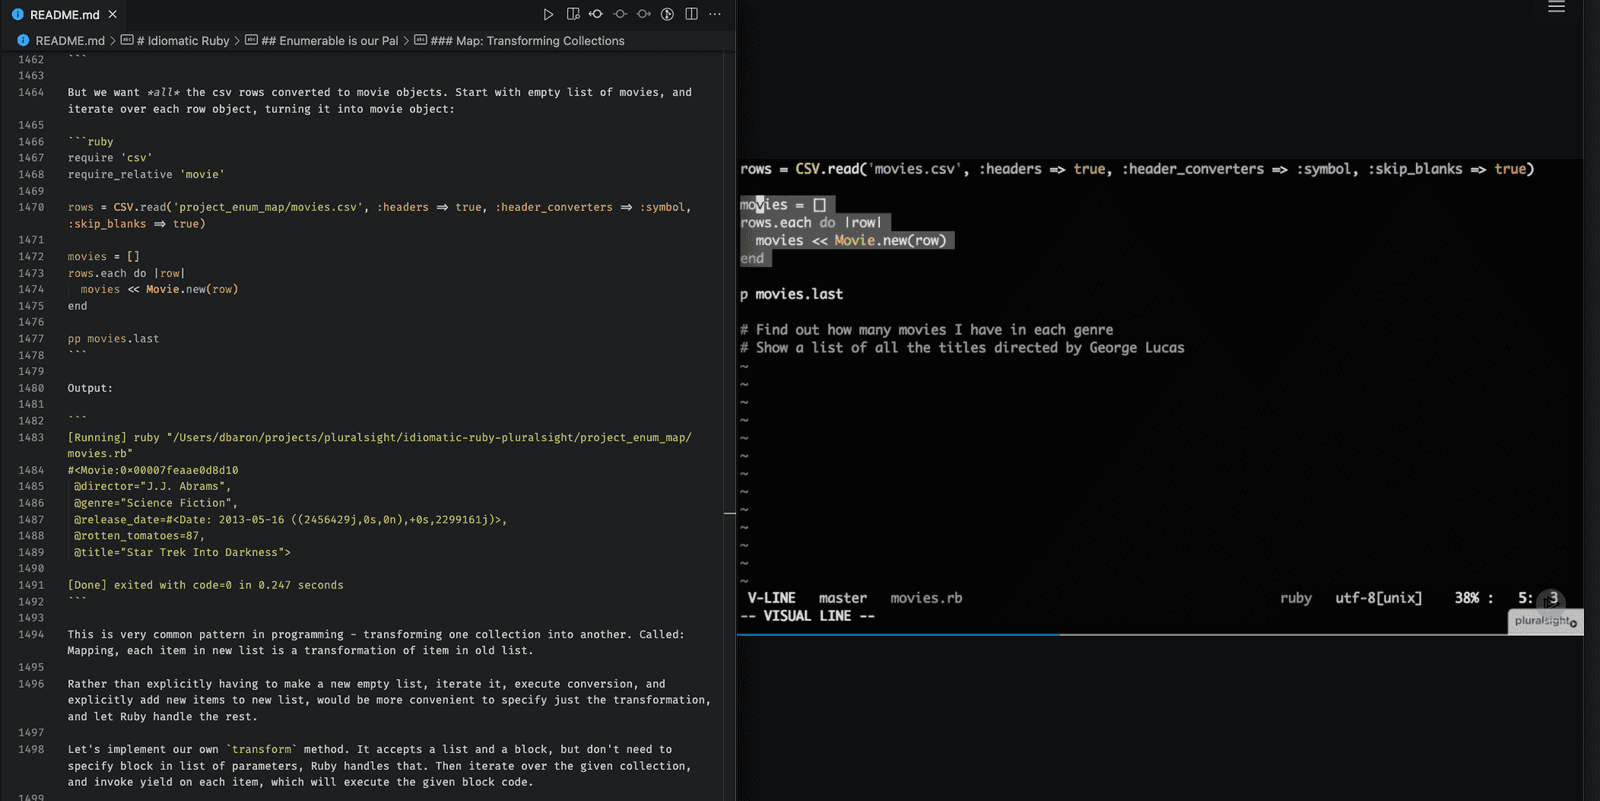 README.md
README.md > # Idiomatic Ruby > ## Enumerable is our Pal > ### Map: Transforming Collections
1462 ```
1463
1464 But we want *all* the csv rows converted to movie objects. Start with empty list of movies, and
iterate over each row object, turning it into movie object:
1465
1466 ```ruby
1467 require 'csv'
1468 require_relative 'movie'
1469
1470 rows = CSV.read('project_enum_map/movies.csv', :headers => true, :header_converters => :symbol,
:skip_blanks => true)
1471
1472 movies = []
1473 rows.each do |row|
1474 movies << Movie.new(row)
1475 end
1476
1477 pp movies.last
1478 ```
1479
1480 Output:
1481
1482 ```
1483 [Running] ruby "/Users/dbaron/projects/pluralsight/idiomatic-ruby-pluralsight/project_enum_map/
movies.rb"
1484 #<Movie:0x00007feaae0d8d10
1485 @director="J.J. Abrams",
1486 @genre="Science Fiction",
1487 @release_date=#<Date: 2013-05-16 ((2456429j,0s,0n),+0s,2299161j)>,
1488 @rotten_tomatoes=87,
1489 @title="Star Trek Into Darkness">
1490
1491 [Done] exited with code=0 in 0.247 seconds
1492 ```
1493
1494 This is very common pattern in programming - transforming one collection into another. Called:
Mapping, each item in new list is a transformation of item in old list.
1495
1496 Rather than explicitly having to make a new empty list, iterate it, execute conversion, and
explicitly add new items to new list, would be more convenient to specify just the transformation,
and let Ruby handle the rest.
1497
1498 Let's implement our own `transform` method. It accepts a list and a block, but don't need to
specify block in list of parameters, Ruby handles that. Then iterate over the given collection,
and invoke yield on each item, which will execute the given block code.
1499
rows = CSV.read('movies.csv', :headers => true, :header_converters => :symbol, :skip_blanks => true)
movies = []
rows.each do |row|
movies << Movie.new(row)
end
p movies.last
# Find out how many movies I have in each genre
# Show a list of all the titles directed by George Lucas
~
~
~
~
~
~
~
~
~
~
~
~
~
V-LINE master movies.rb ruby utf-8[unix] 38% : 5: 3
-- VISUAL LINE --
pluralsight